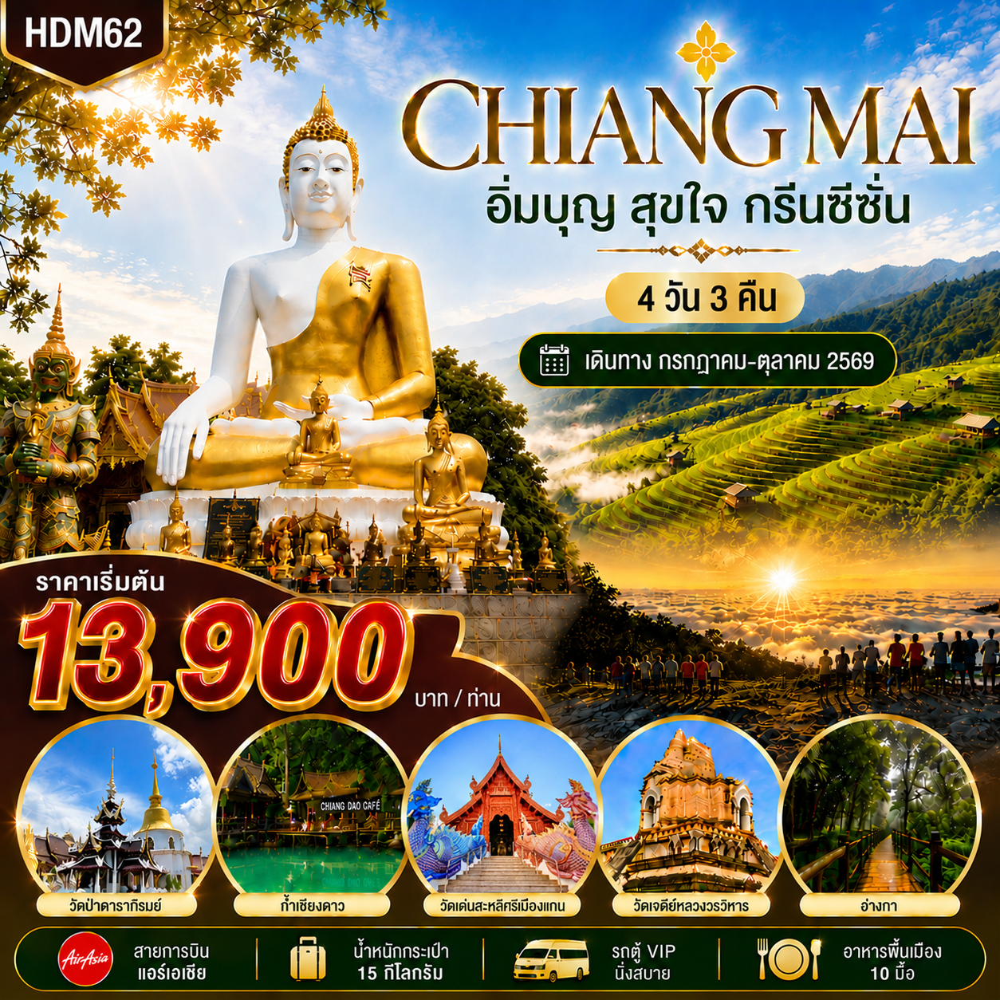 HDM62
CHIANG MAI
อิ่มบุญ สุขใจ กรีนซีซั่น
4 วัน 3 คืน
เดินทาง กรกฎาคม-ตุลาคม 2569
ราคาเริ่มต้น
13,900
บาท / ท่าน
CHIANG DAO CAFÉ
วัดป่าดาราภิรมย์
ถ้ำเชียงดาว
วัดเด่นสะหลีศรีเมืองแกน
วัดเจดีย์หลวงวรวิหาร
อ่างกา
AirAsia
สายการบิน
แอร์เอเชีย
น้ำหนักกระเป๋า
15 กิโลกรัม
รถตู้ VIP
นั่งสบาย
อาหารพื้นเมือง
10 มื้อ